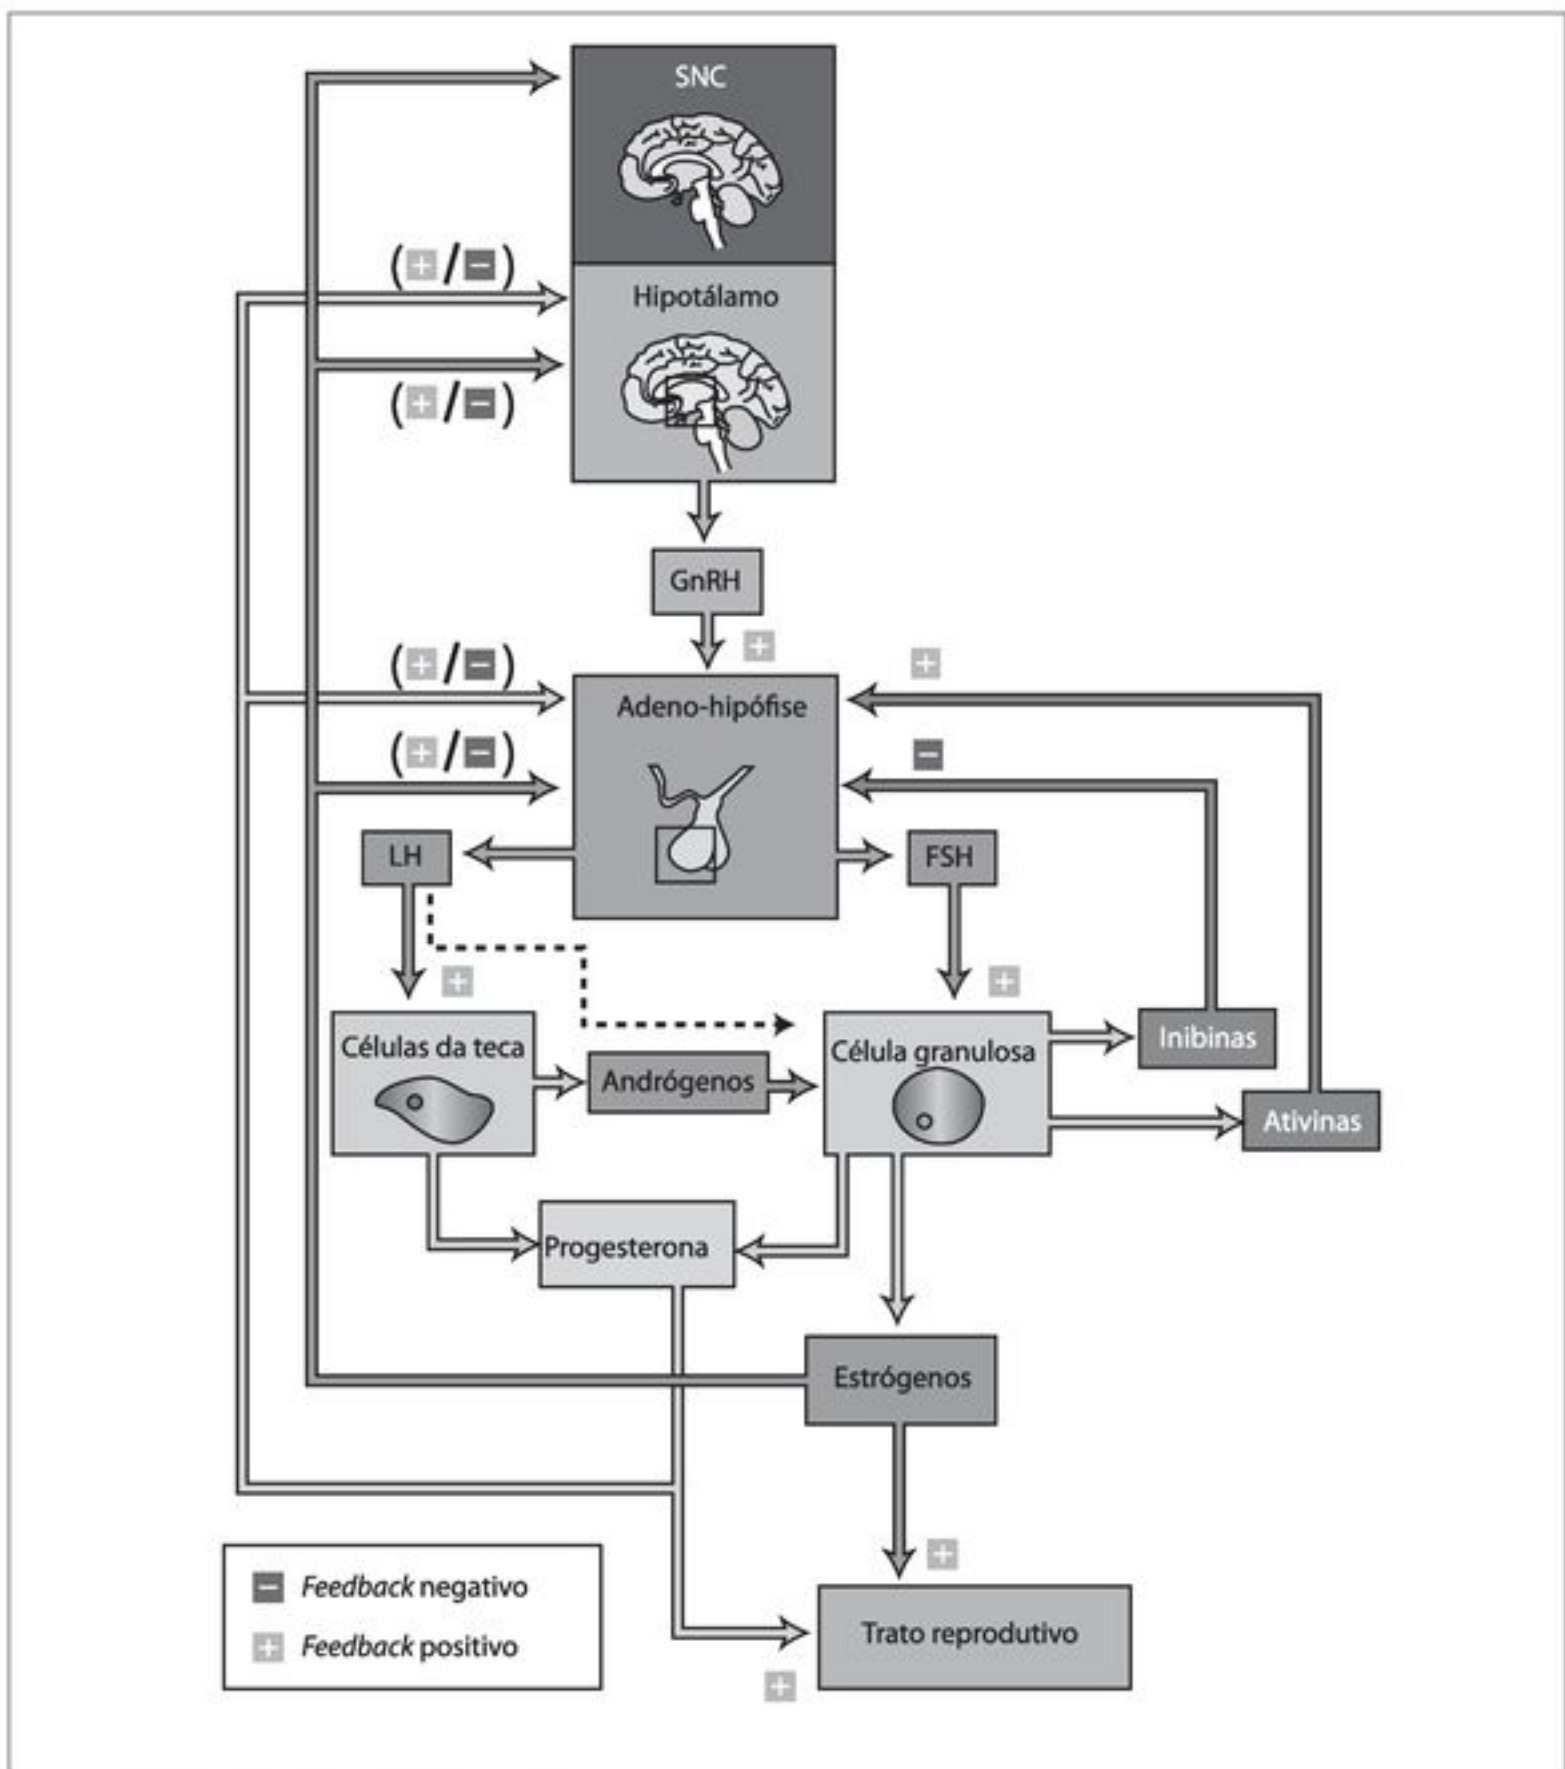 SNC
(+/−)
Hipotálamo
(+/−)
GnRH
+
(+/−)
+
Adeno-hipófise
(+/−)
−
LH
FSH
+
+
Células da teca
Andrógenos
Célula granulosa
Inibinas
Ativinas
Progesterona
Estrógenos
+
− Feedback negativo
+ Feedback positivo
Trato reprodutivo
+